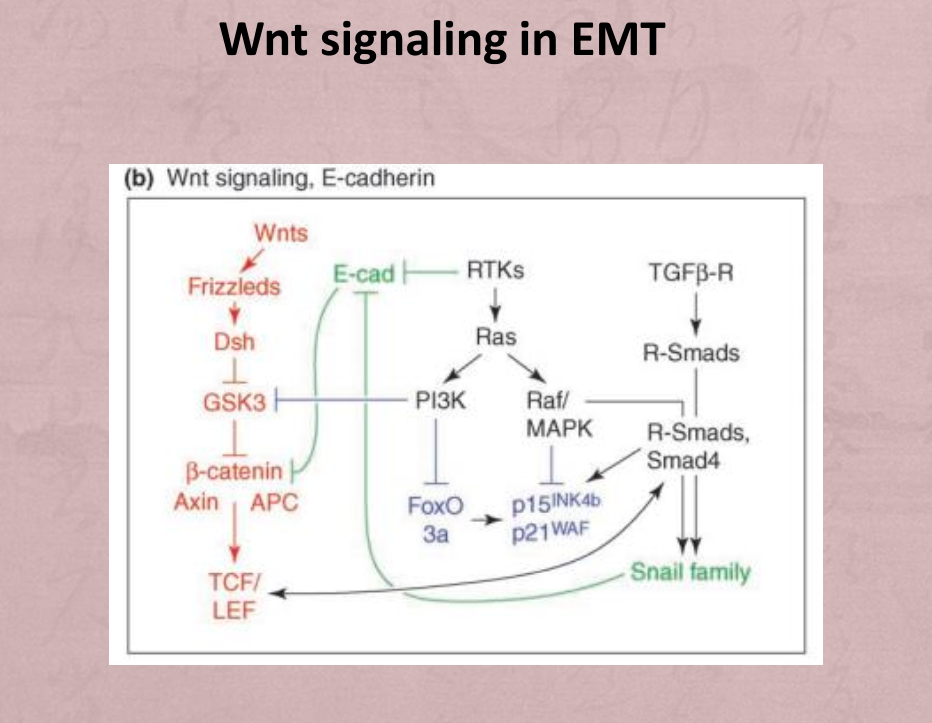 Wnt signaling in EMT
(b) Wnt signaling, E-cadherin
Wnts
Frizzleds
Dsh
GSK3
β-catenin
Axin APC
TCF/
LEF
E-cad
RTKs
Ras
PI3K
Raf/
MAPK
FoxO
3a
p15INK4b
p21WAF
TGFβ-R
R-Smads
R-Smads,
Smad4
Snail family